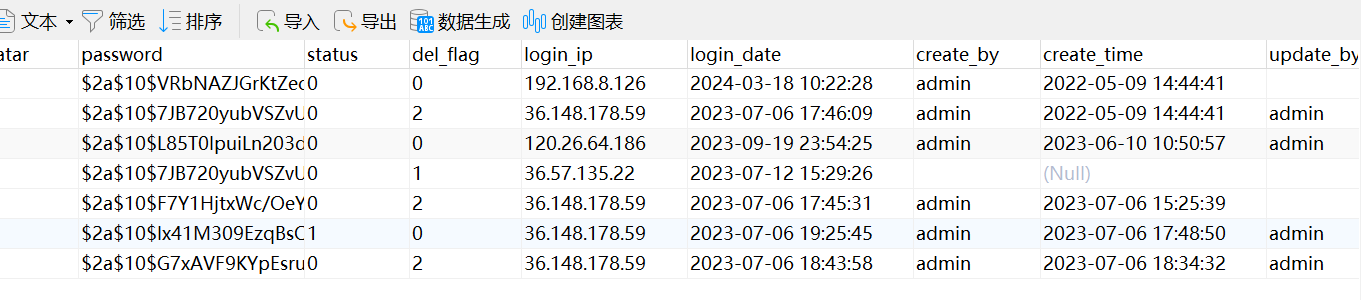 文本 筛选 排序 导入 导出 数据生成 创建图表
atar password status del_flag login_ip login_date create_by create_time update_by
$2a$10$VRbNAZJGrKtZec 0 0 192.168.8.126 2024-03-18 10:22:28 admin 2022-05-09 14:44:41
$2a$10$7JB720yubVSZvU 0 2 36.148.178.59 2023-07-06 17:46:09 admin 2022-05-09 14:44:41 admin
$2a$10$L85T0IpuiLn203d 0 0 120.26.64.186 2023-09-19 23:54:25 admin 2023-06-10 10:50:57 admin
$2a$10$7JB720yubVSZvU 0 1 36.57.135.22 2023-07-12 15:29:26 (Null)
$2a$10$F7Y1HjtxWc/OeY 0 2 36.148.178.59 2023-07-06 17:45:31 admin 2023-07-06 15:25:39
$2a$10$Ix41M309EzqBsC 1 0 36.148.178.59 2023-07-06 19:25:45 admin 2023-07-06 17:48:50 admin
$2a$10$G7xAVF9KYpEsru 0 2 36.148.178.59 2023-07-06 18:43:58 admin 2023-07-06 18:34:32 admin